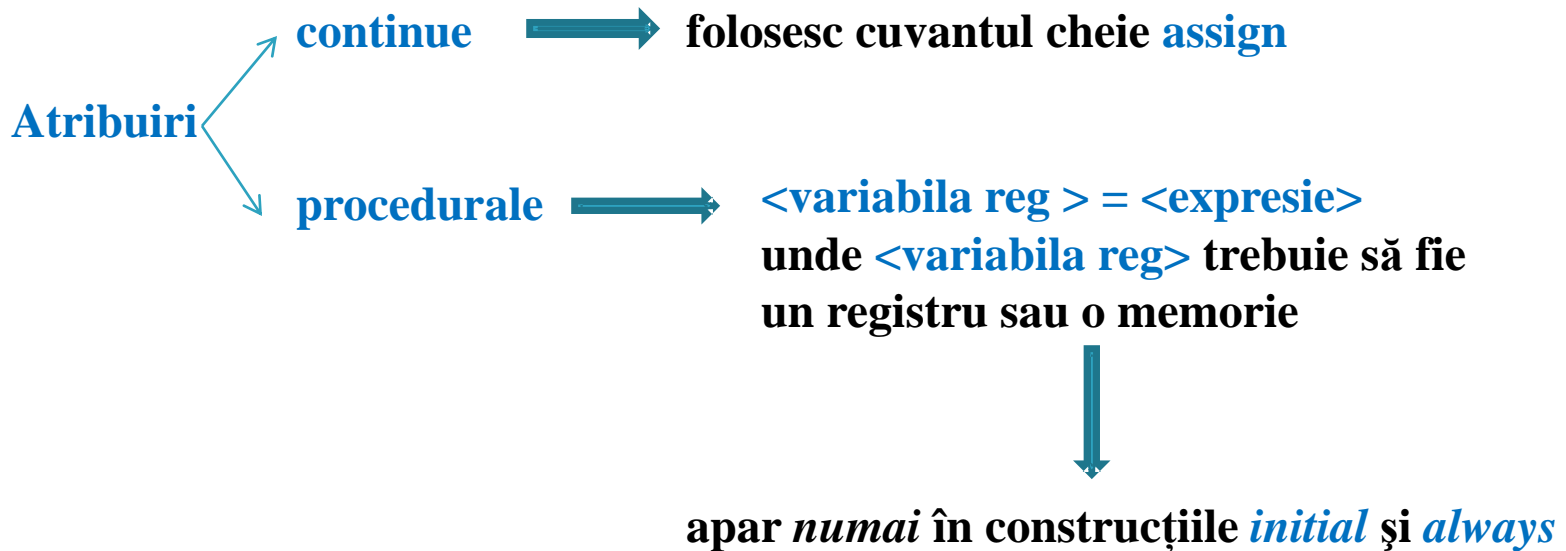 continue folosesc cuvantul cheie assign
Atribuiri
procedurale <variabila reg > = <expresie>
unde <variabila reg> trebuie să fie
un registru sau o memorie
apar numai în construcțiile initial şi always